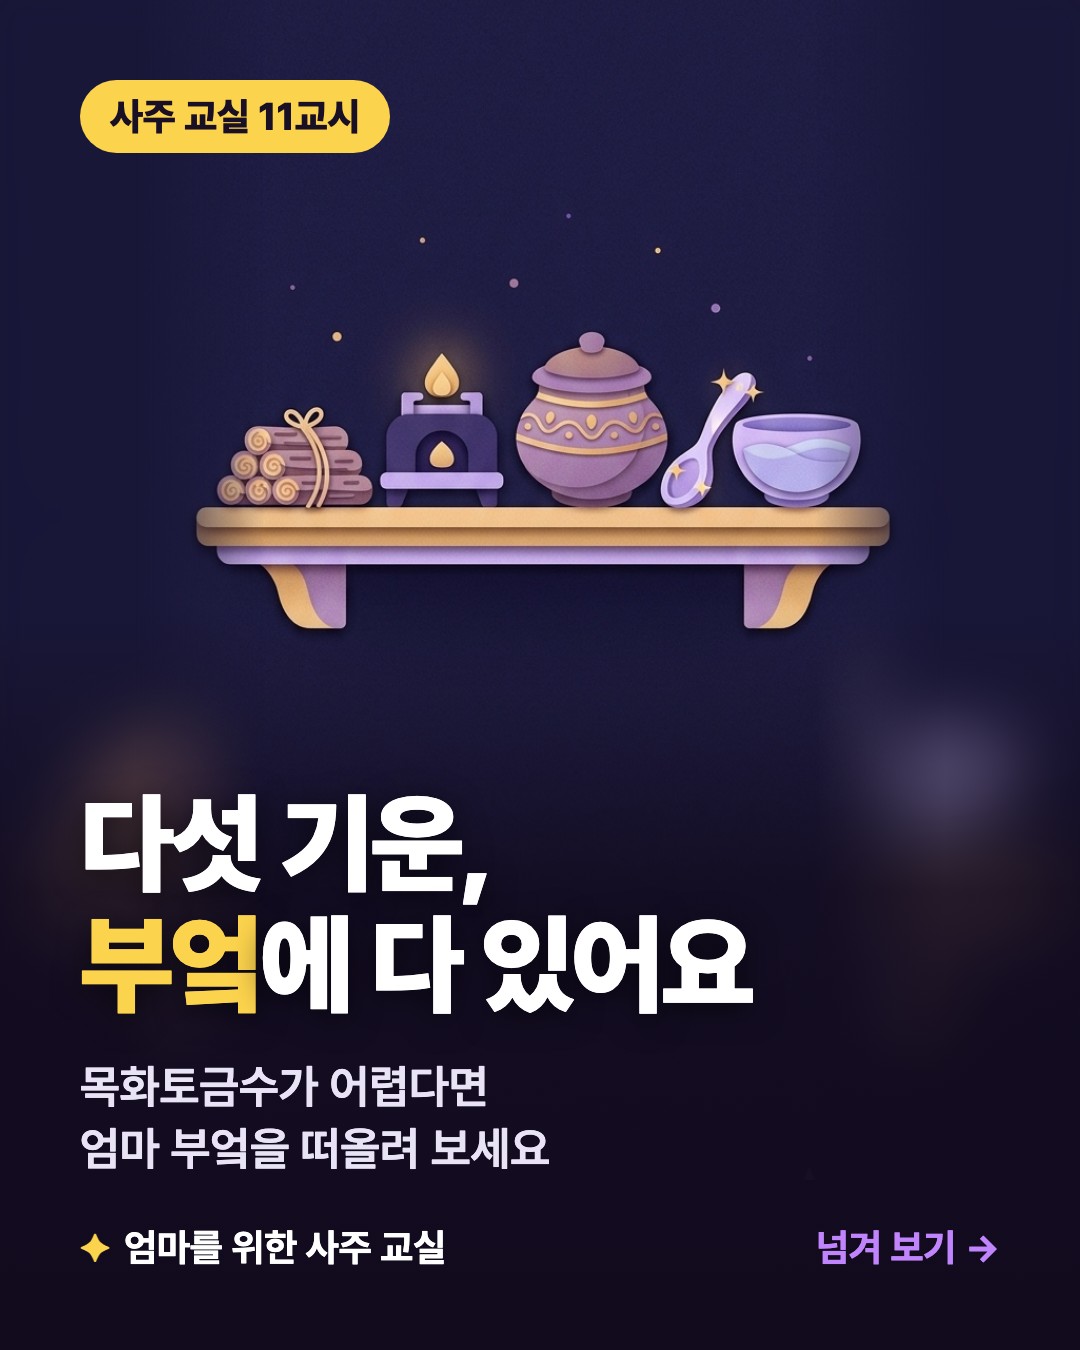 사주 교실 11교시
다섯 기운,
부엌에 다 있어요
목화토금수가 어렵다면
엄마 부엌을 떠올려 보세요
엄마를 위한 사주 교실
넘겨 보기 →